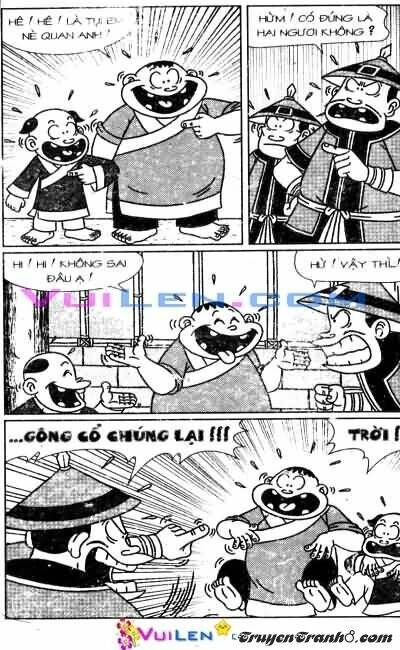 HÊ! HÊ! LÀ TỤI EM
NÈ QUAN ANH!
HỪM! CÓ ĐÚNG LÀ
HAI NGƯƠI KHÔNG?
HI! HI! KHÔNG SAI
ĐÂU Ạ!
HỪ! VẬY THÌ...
VUILEN.COM
...GÔNG CỔ CHÚNG LẠI!!!
TRỜI!
VUILEN
TruyenTranh8.com